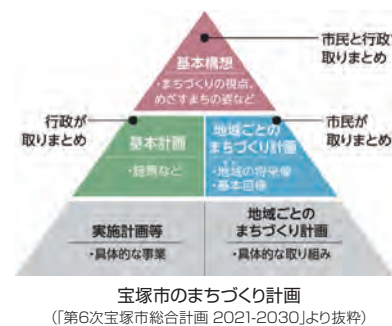 市民と行政で
取りまとめ
基本構想
・まちづくりの視点、
めざすまちの姿など
行政が
取りまとめ
市民が
取りまとめ
基本計画
・施策など
地域ごとの
まちづくり計画
・地域の将来像
・基本目標
実施計画等
・具体的な事業
地域ごとの
まちづくり計画
・具体的な取り組み
宝塚市のまちづくり計画
(「第6次宝塚市総合計画 2021-2030」より抜粋)